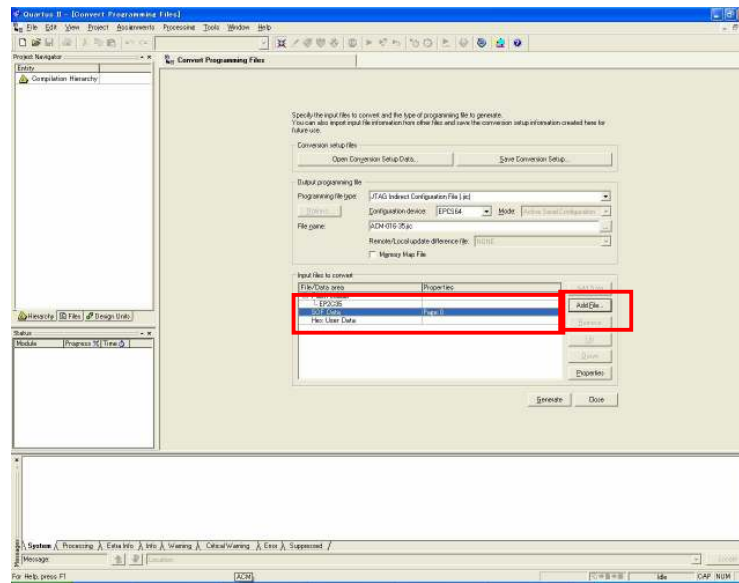 Quartus II - [Convert Programming Files]
File Edit View Project Assignments Processing Tools Window Help
Project Navigator
Convert Programming Files
Entity
Compilation Hierarchy
Specify the input files to convert and the type of programming file to generate.
You can also import input file information from other files and save the conversion setup information created here for
future use.
Conversion setup files
Open Conversion Setup Data...
Save Conversion Setup...
Output programming file
Programming file type:
JTAG Indirect Configuration File (.jic)
Configuration device:
EPCS64
Mode:
Active Serial Configuration
File name:
ACM-016-35.jic
...
Remote/Local update difference file:
NONE
Memory Map File
Input files to convert
File/Data area
Properties
EP2C35
Add File...
SOF Data
Page_0
Remove
Hex User Data
Up
Down
Properties
Generate
Close
Hierarchy
Files
Design Units
Status
Module
Progress %
Time
Messages
System
Processing
Extra Info
Info
Warning
Critical Warning
Error
Suppressed
Message:
Location:
For Help, press F1
Idle
CAP
NUM